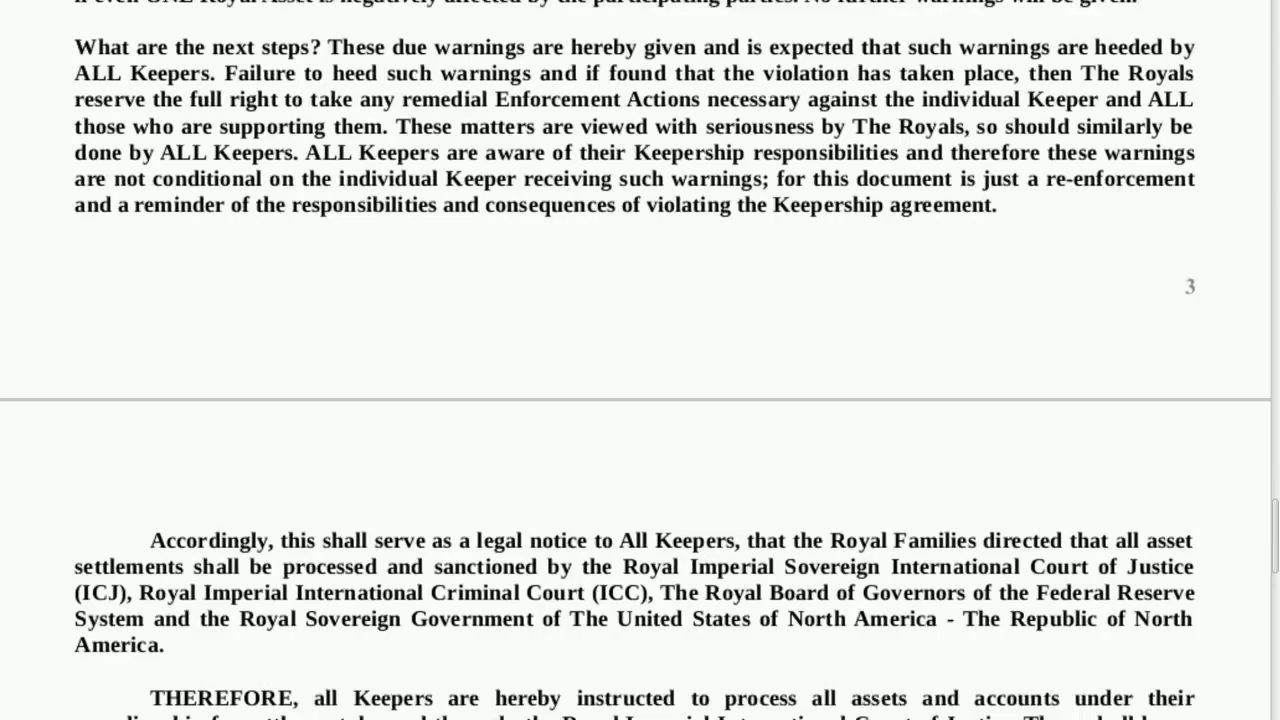 What are the next steps? These due warnings are hereby given and is expected that such warnings are heeded by
ALL Keepers. Failure to heed such warnings and if found that the violation has taken place, then The Royals
reserve the full right to take any remedial Enforcement Actions necessary against the individual Keeper and ALL
those who are supporting them. These matters are viewed with seriousness by The Royals, so should similarly be
done by ALL Keepers. ALL Keepers are aware of their Keepership responsibilities and therefore these warnings
are not conditional on the individual Keeper receiving such warnings; for this document is just a re-enforcement
and a reminder of the responsibilities and consequences of violating the Keepership agreement.
3
Accordingly, this shall serve as a legal notice to All Keepers, that the Royal Families directed that all asset
settlements shall be processed and sanctioned by the Royal Imperial Sovereign International Court of Justice
(ICJ), Royal Imperial International Criminal Court (ICC), The Royal Board of Governors of the Federal Reserve
System and the Royal Sovereign Government of The United States of North America - The Republic of North
America.
THEREFORE, all Keepers are hereby instructed to process all assets and accounts under their